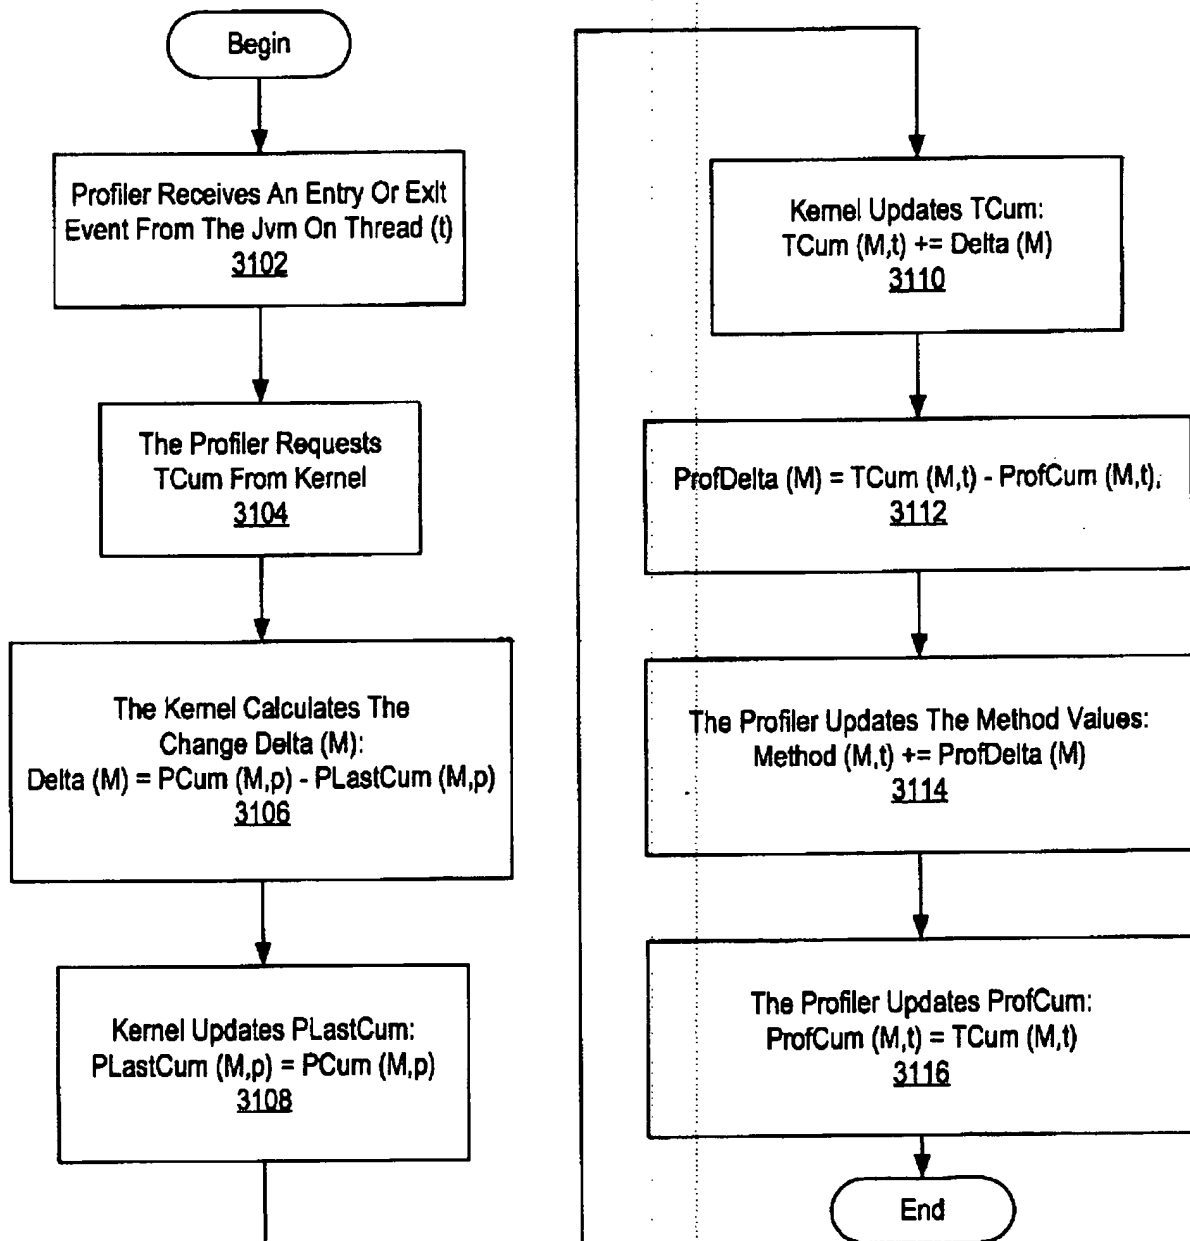 Begin
Profiler Receives An Entry Or Exit
Event From The Jvm On Thread (t)
3102
The Profiler Requests
TCum From Kernel
3104
The Kernel Calculates The
Change Delta (M):
Delta (M) = PCum (M,p) - PLastCum (M,p)
3106
Kernel Updates PLastCum:
PLastCum (M,p) = PCum (M,p)
3108
Kernel Updates TCum:
TCum (M,t) += Delta (M)
3110
ProfDelta (M) = TCum (M,t) - ProfCum (M,t),
3112
The Profiler Updates The Method Values:
Method (M,t) += ProfDelta (M)
3114
The Profiler Updates ProfCum:
ProfCum (M,t) = TCum (M,t)
3116
End